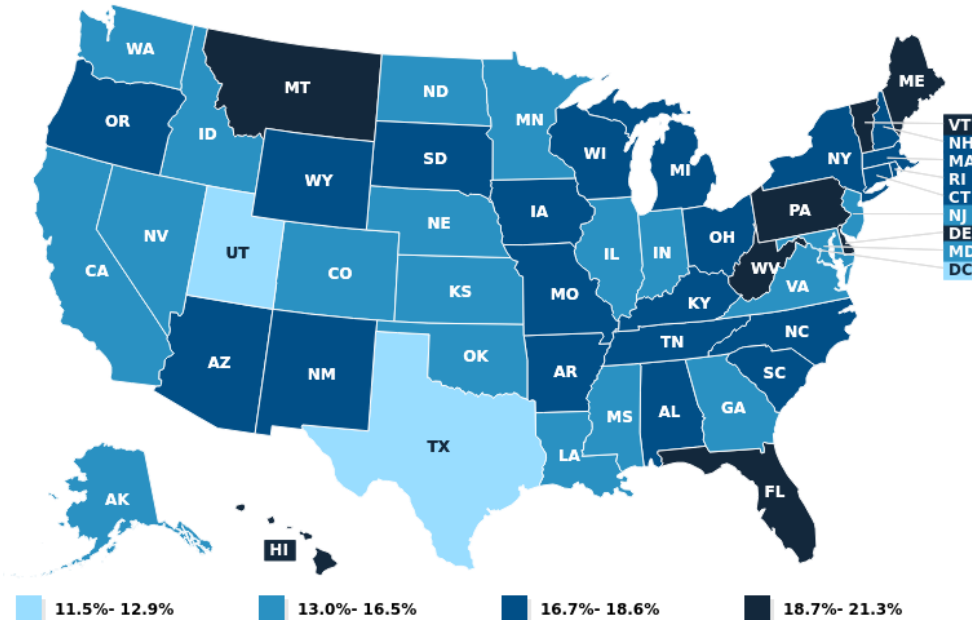 WA
MT
ME
ND
VT
OR
MN
ID
NH
NY
WI
SD
MA
MI
RI
WY
CT
PA
IA
NJ
NE
OH
DE
NV
UT
IL
IN
MD
WV
CA
CO
DC
VA
KS
MO
KY
NC
TN
OK
AZ
NM
AR
SC
MS
AL
GA
TX
LA
FL
AK
HI
11.5%- 12.9%
13.0%- 16.5%
16.7%- 18.6%
18.7%- 21.3%